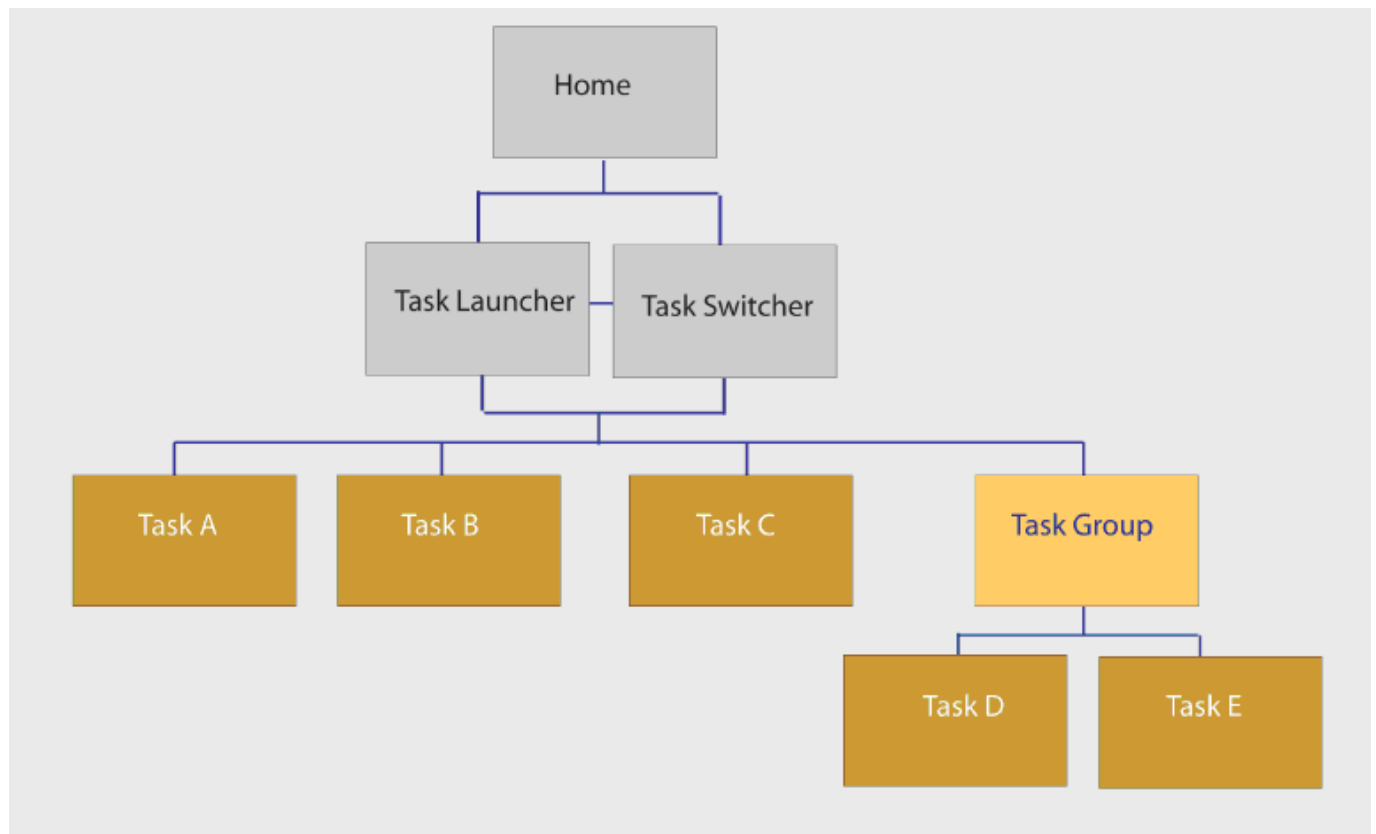 Home
Task Launcher
Task Switcher
Task A
Task B
Task C
Task Group
Task D
Task E